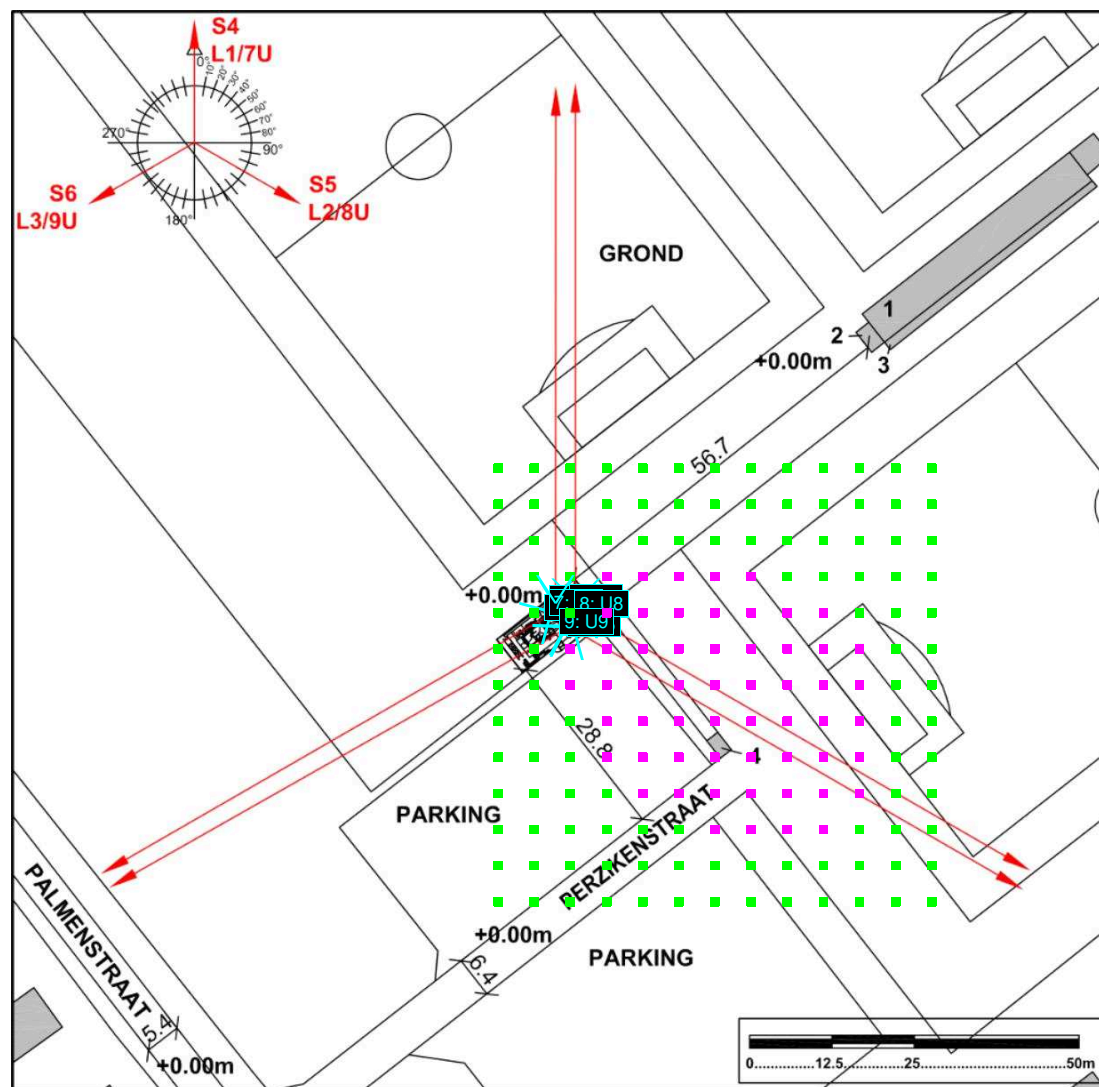 S4
L1/7U
0°
10°
20°
30°
40°
50°
60°
70°
80°
90°
270°
180°
S6
L3/9U
S5
L2/8U
GROND
1
2
3
+0.00m
56.7
+0.00m
8: U8
9: U9
28.8
4
PARKING
PERZIKENSTRAAT
PALMENSTRAAT
+0.00m
6.4
PARKING
5.4
+0.00m
0 12.5 25 50m